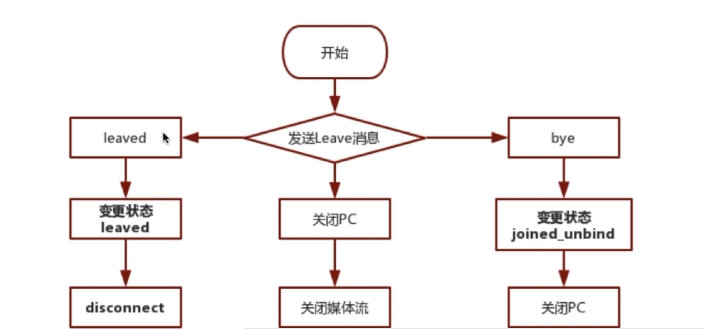 开始
leaved
发送Leave消息
bye
变更状态
leaved
关闭PC
变更状态
joined_unbind
disconnect
关闭媒体流
关闭PC